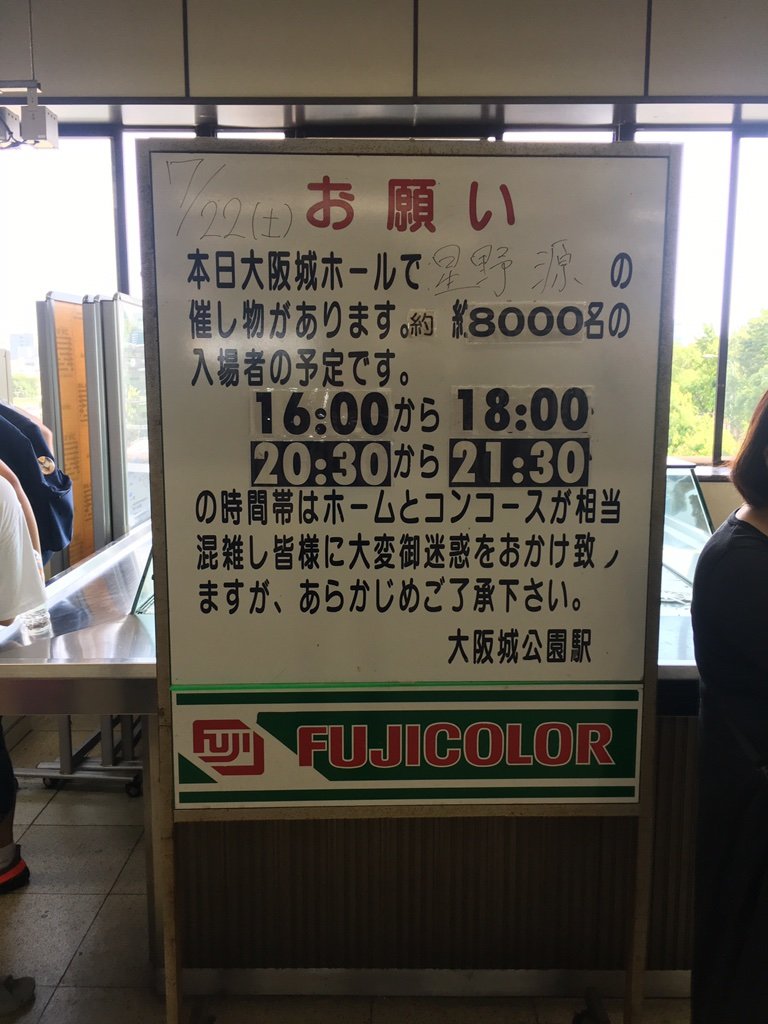 7/22(土) お願い
本日大阪城ホールで 星野 源 の
催し物があります。約 約8000名の
入場者の予定です。
16:00から 18:00
20:30から 21:30
の時間帯はホームとコンコースが相当
混雑し皆様に大変御迷惑をおかけ致ノ
ますが、あらかじめご了承下さい。
大阪城公園駅
FUJI FUJICOLOR